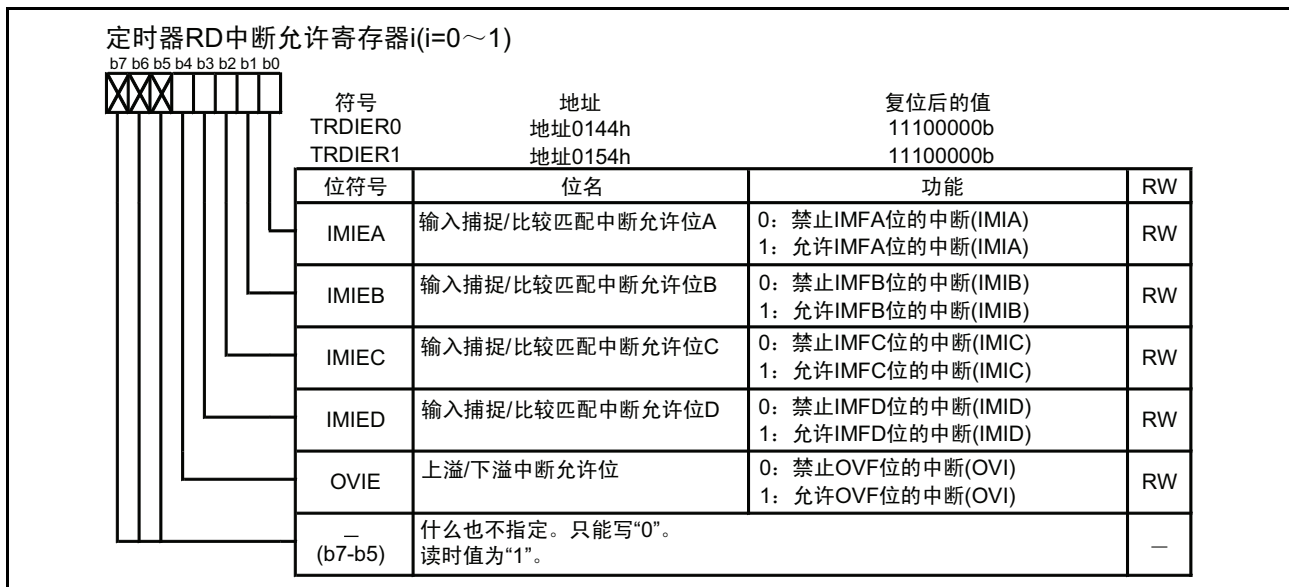 定时器RD中断允许寄存器i(i=0～1)
b7 b6 b5 b4 b3 b2 b1 b0
符号 地址 复位后的值
TRDIER0 地址0144h 11100000b
TRDIER1 地址0154h 11100000b
位符号 位名 功能 RW
IMIEA 输入捕捉/比较匹配中断允许位A 0：禁止IMFA位的中断(IMIA) RW
1：允许IMFA位的中断(IMIA)
IMIEB 输入捕捉/比较匹配中断允许位B 0：禁止IMFB位的中断(IMIB) RW
1：允许IMFB位的中断(IMIB)
IMIEC 输入捕捉/比较匹配中断允许位C 0：禁止IMFC位的中断(IMIC) RW
1：允许IMFC位的中断(IMIC)
IMIED 输入捕捉/比较匹配中断允许位D 0：禁止IMFD位的中断(IMID) RW
1：允许IMFD位的中断(IMID)
OVIE 上溢/下溢中断允许位 0：禁止OVF位的中断(OVI) RW
1：允许OVF位的中断(OVI)
— 什么也不指定。只能写“0”。 —
(b7-b5) 读时值为“1”。